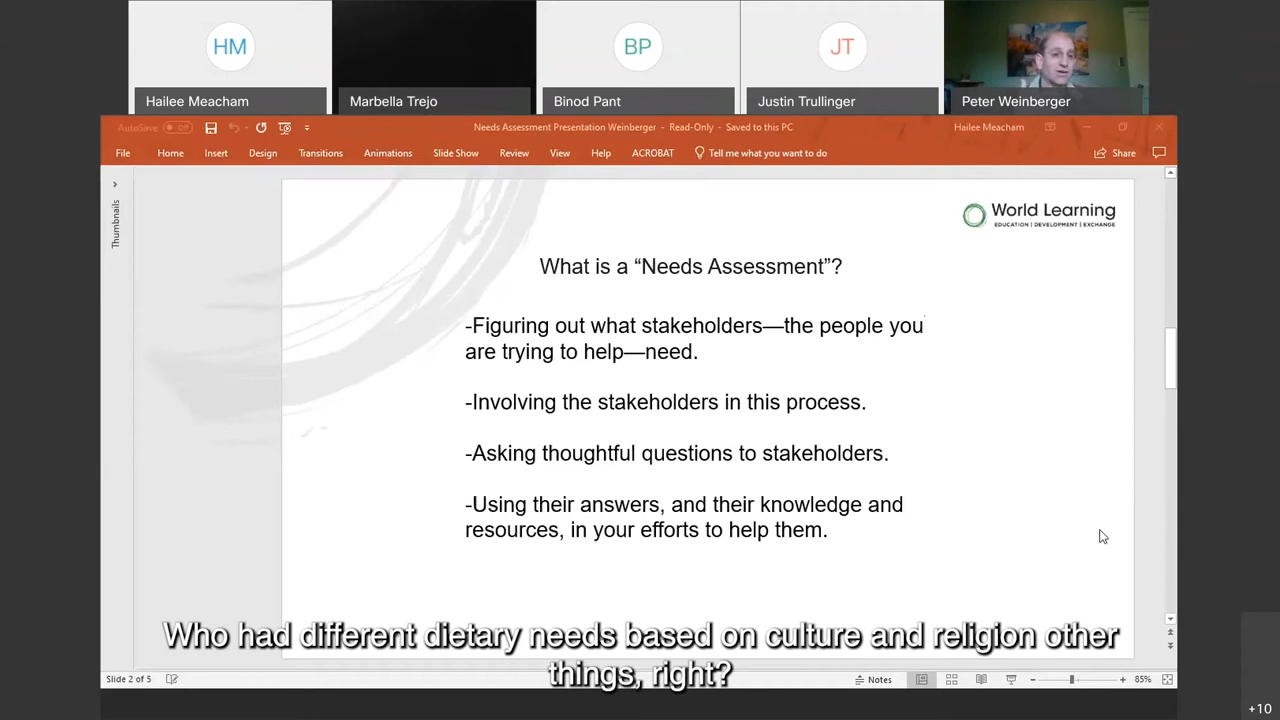 HM
BP
JT
Hailee Meacham
Marbella Trejo
Binod Pant
Justin Trullinger
Peter Weinberger
AutoSave Off
Needs Assessment Presentation Weinberger - Read-Only - Saved to this PC
Hailee Meacham
File Home Insert Design Transitions Animations Slide Show Review View Help ACROBAT Tell me what you want to do Share
Thumbnails
World Learning
EDUCATION | DEVELOPMENT | EXCHANGE
What is a “Needs Assessment”?
-Figuring out what stakeholders—the people you
are trying to help—need.
-Involving the stakeholders in this process.
-Asking thoughtful questions to stakeholders.
-Using their answers, and their knowledge and
resources, in your efforts to help them.
Who had different dietary needs based on culture and religion other
things, right?
Slide 2 of 5
Notes
85%
+10